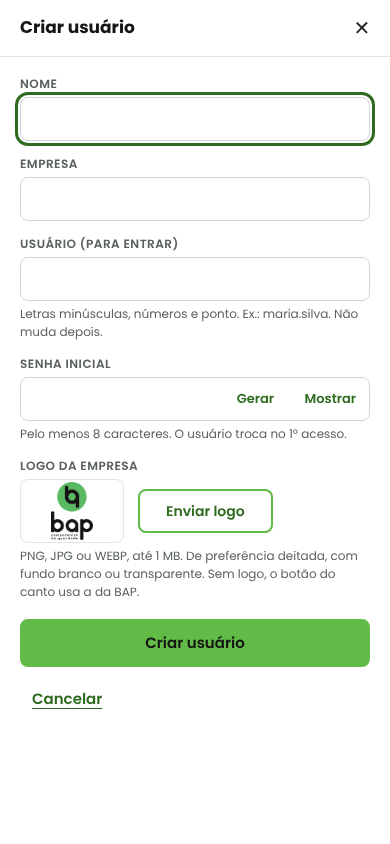 Criar usuário
NOME
EMPRESA
USUÁRIO (PARA ENTRAR)
Letras minúsculas, números e ponto. Ex.: maria.silva. Não
muda depois.
SENHA INICIAL
Gerar Mostrar
Pelo menos 8 caracteres. O usuário troca no 1º acesso.
LOGO DA EMPRESA
bap
Enviar logo
PNG, JPG ou WEBP, até 1 MB. De preferência deitada, com
fundo branco ou transparente. Sem logo, o botão do
canto usa a da BAP.
Criar usuário
Cancelar